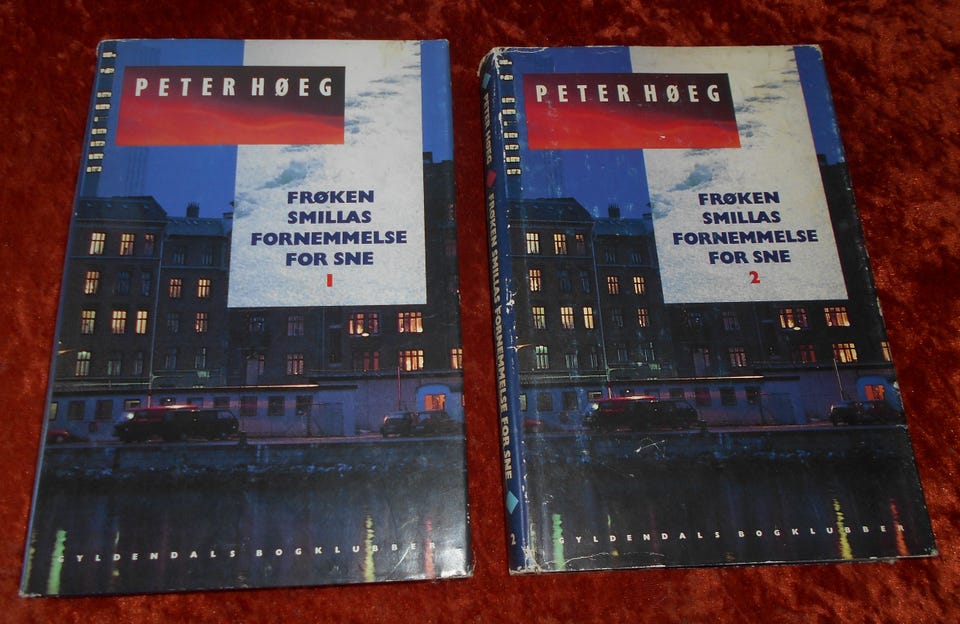 PETER HØEG
FRØKEN
SMILLAS
FORNEMMELSE
FOR SNE
1
GYLDENDALS BOGKLUBBER
PETER HØEG
FRØKEN SMILLAS FORNEMMELSE FOR SNE
2
PETER HØEG
FRØKEN
SMILLAS
FORNEMMELSE
FOR SNE
2
GYLDENDALS BOGKLUBBER